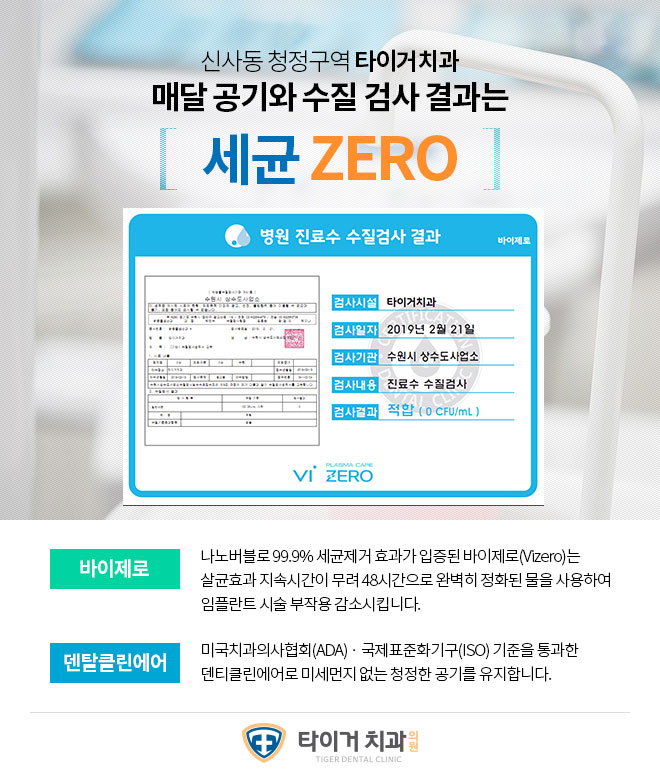 신사동 청정구역 타이거치과
매달 공기와 수질 검사 결과는
세균 ZERO
병원 진료수 수질검사 결과
바이제로
수원시 상수도사업소
검사시설 타이거치과
검사일자 2019년 2월 21일
검사기관 수원시 상수도사업소
검사내용 진료수 수질검사
검사결과 적합 ( 0 CFU/mL )
CERTIFICATION
DENTAL CLINIC
PLASMA CARE
VI ZERO
바이제로
나노버블로 99.9% 세균제거 효과가 입증된 바이제로(Vizero)는
살균효과 지속시간이 무려 48시간으로 완벽히 정화된 물을 사용하여
임플란트 시술 부작용 감소시킵니다.
덴탈클린에어
미국치과의사협회(ADA) · 국제표준화기구(ISO) 기준을 통과한
덴티클린에어로 미세먼지 없는 청정한 공기를 유지합니다.
타이거 치과의원
TIGER DENTAL CLINIC